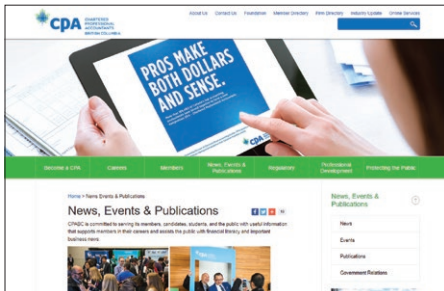 CPA
CHARTERED
PROFESSIONAL
ACCOUNTANTS
BRITISH COLUMBIA
About Us Contact Us Foundation Member Directory Firm Directory Industry Update Online Services
PROS MAKE
BOTH DOLLARS
AND SENSE.
CPA
Become a CPA Careers Members News, Events & Publications Regulatory Professional Development Protecting the Public
Home > News Events & Publications
News, Events & Publications
CPABC is committed to serving its members, candidates, students, and the public with useful information
that supports members in their careers and assists the public with financial literacy and important
business news.
News, Events &
Publications
News
Events
Publications
Government Relations